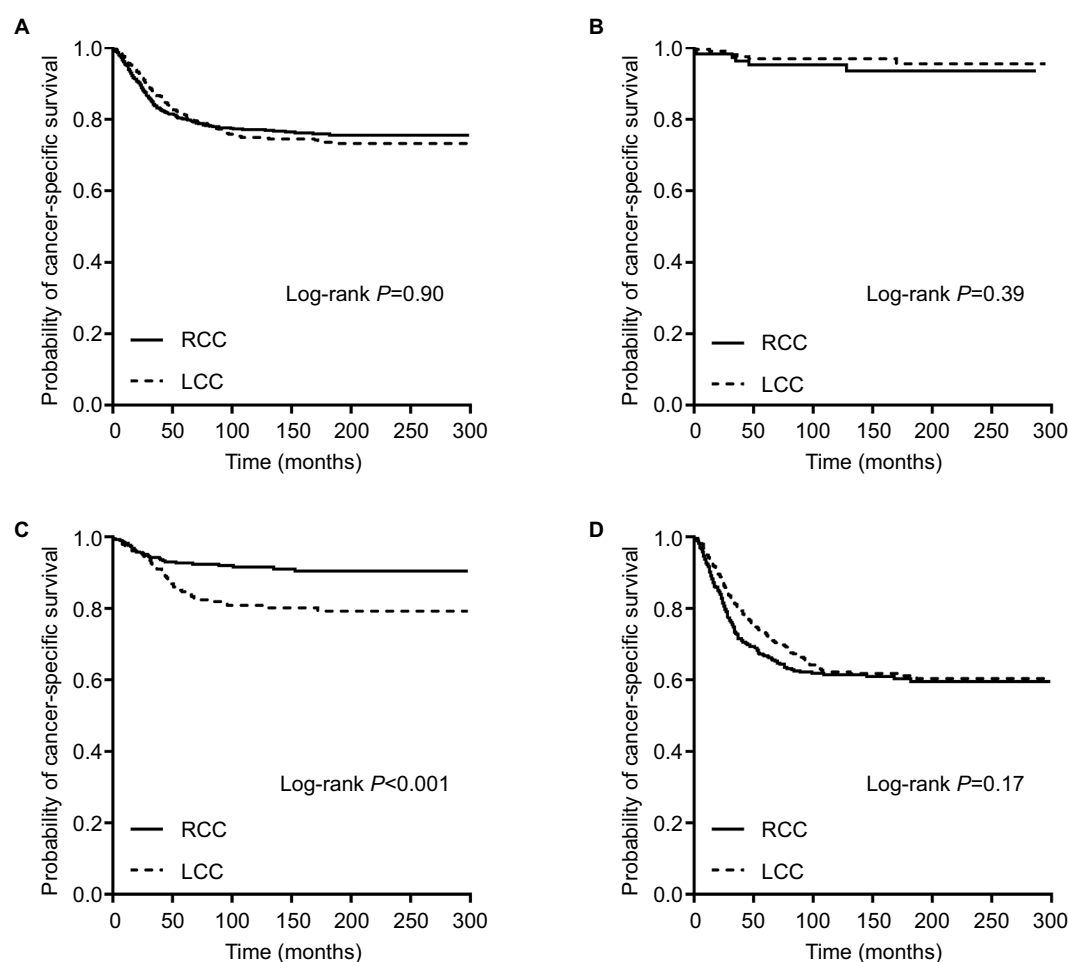 A
Probability of cancer-specific survival
1.0
0.8
0.6
0.4
0.2
0.0
Log-rank P=0.90
RCC
LCC
0 50 100 150 200 250 300
Time (months)
B
Probability of cancer-specific survival
1.0
0.8
0.6
0.4
0.2
0.0
Log-rank P=0.39
RCC
LCC
0 50 100 150 200 250 300
Time (months)
C
Probability of cancer-specific survival
1.0
0.8
0.6
0.4
0.2
0.0
Log-rank P<0.001
RCC
LCC
0 50 100 150 200 250 300
Time (months)
D
Probability of cancer-specific survival
1.0
0.8
0.6
0.4
0.2
0.0
Log-rank P=0.17
RCC
LCC
0 50 100 150 200 250 300
Time (months)